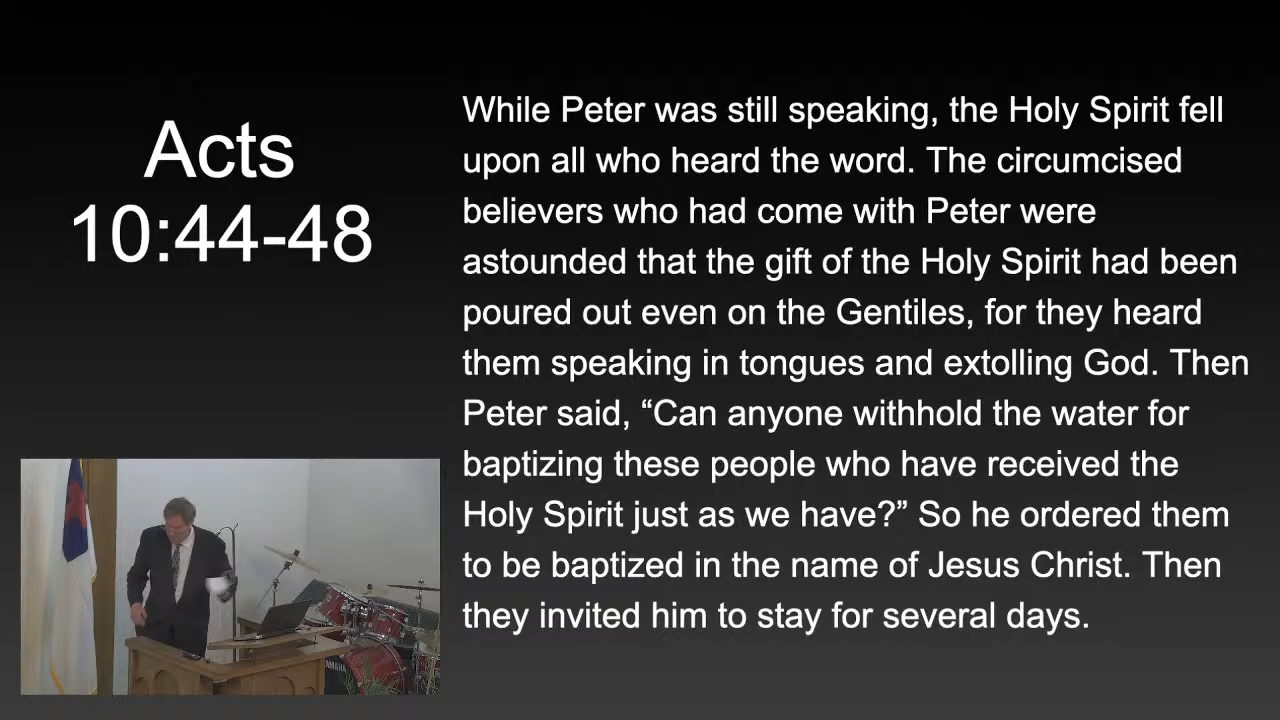 Acts
10:44-48
While Peter was still speaking, the Holy Spirit fell
upon all who heard the word. The circumcised
believers who had come with Peter were
astounded that the gift of the Holy Spirit had been
poured out even on the Gentiles, for they heard
them speaking in tongues and extolling God. Then
Peter said, “Can anyone withhold the water for
baptizing these people who have received the
Holy Spirit just as we have?” So he ordered them
to be baptized in the name of Jesus Christ. Then
they invited him to stay for several days.
YAMAHA